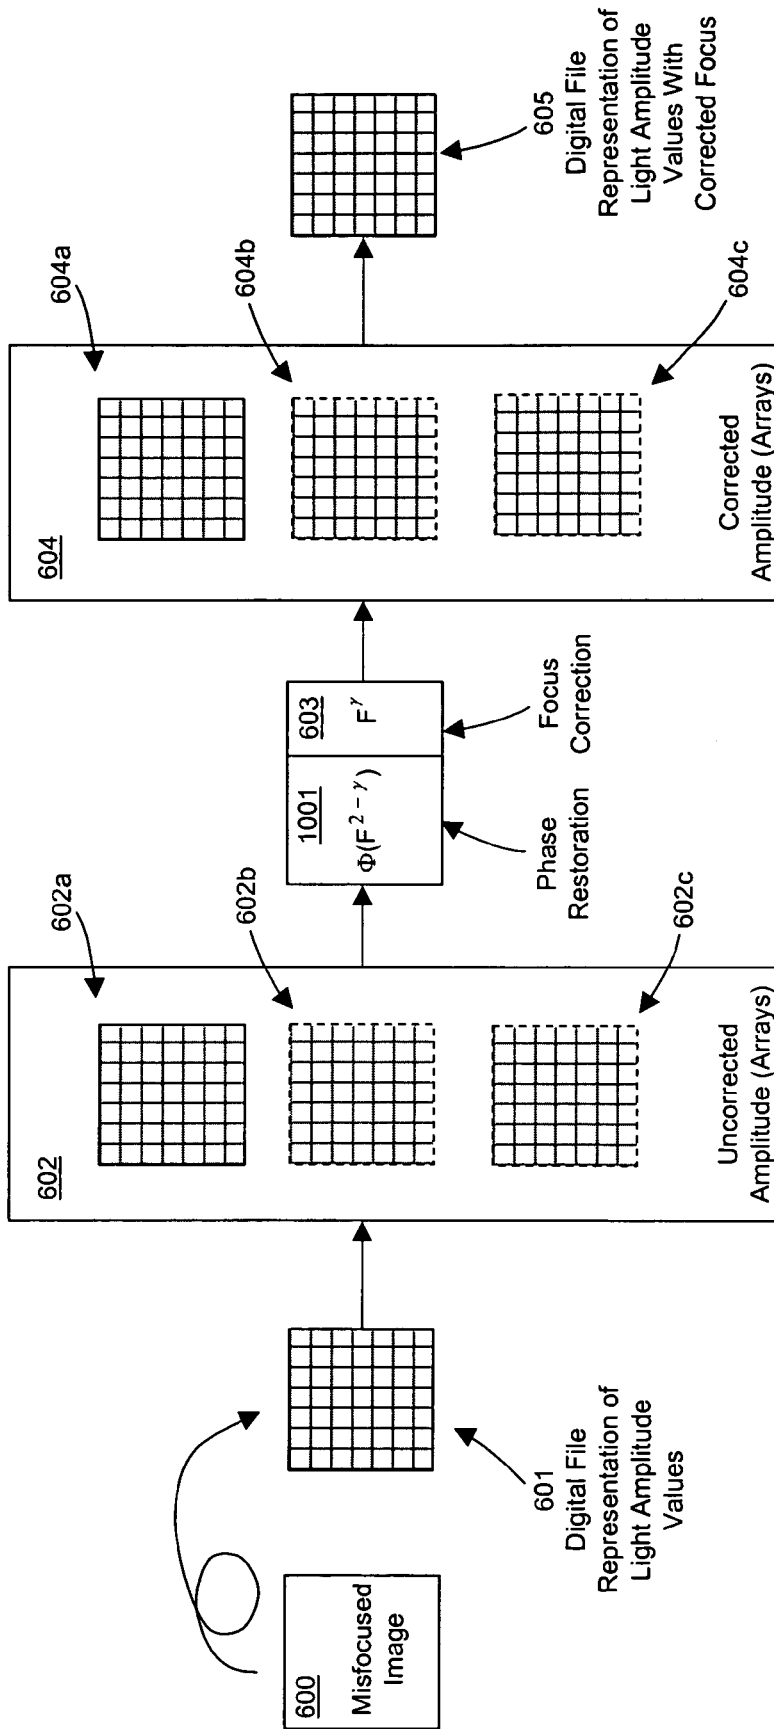 600
Misfocused
Image
601
Digital File
Representation of
Light Amplitude
Values
602
602a
602b
602c
Uncorrected
Amplitude (Arrays)
1001
Φ(F^{2 − γ})
Phase
Restoration
603
F^γ
Focus
Correction
604
604a
604b
604c
Corrected
Amplitude (Arrays)
605
Digital File
Representation of
Light Amplitude
Values With
Corrected Focus